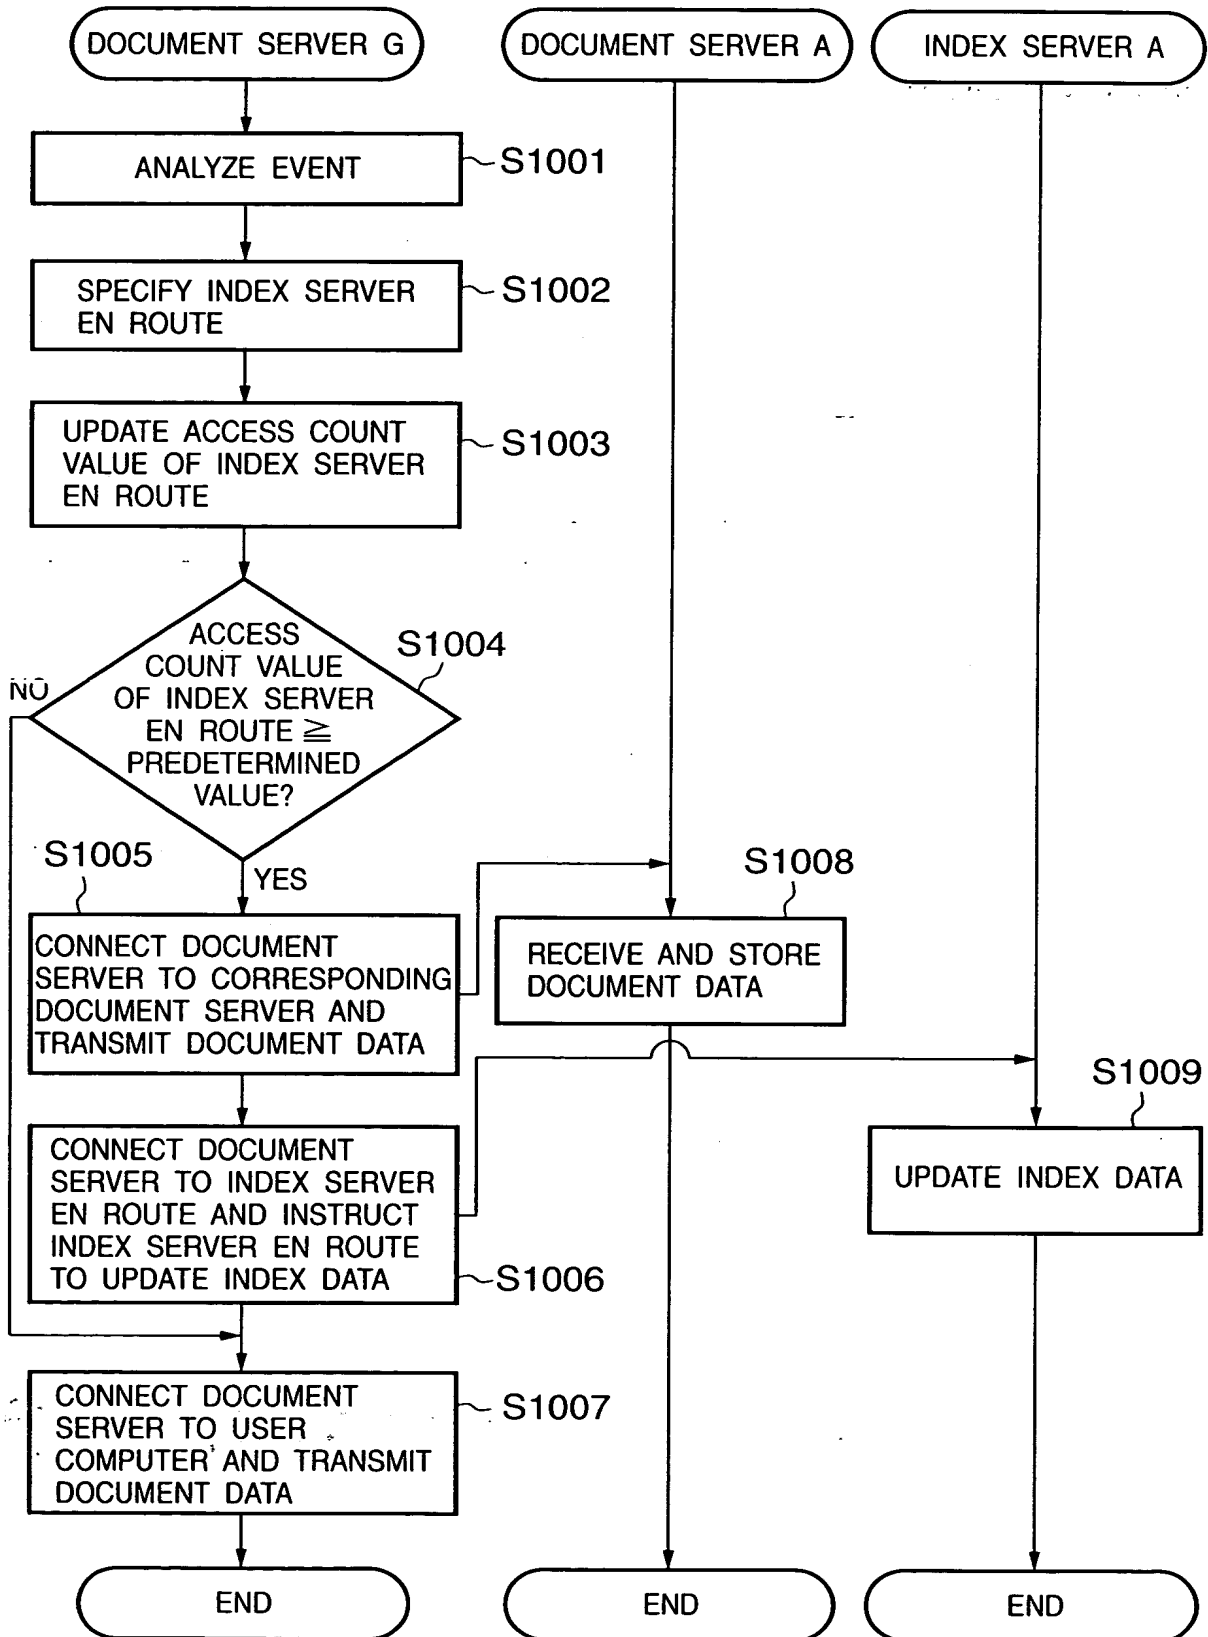 DOCUMENT SERVER G
DOCUMENT SERVER A
INDEX SERVER A
ANALYZE EVENT
S1001
SPECIFY INDEX SERVER
EN ROUTE
S1002
UPDATE ACCESS COUNT
VALUE OF INDEX SERVER
EN ROUTE
S1003
ACCESS
COUNT VALUE
OF INDEX SERVER
EN ROUTE ≧
PREDETERMINED
VALUE?
S1004
NO
YES
S1005
CONNECT DOCUMENT
SERVER TO CORRESPONDING
DOCUMENT SERVER AND
TRANSMIT DOCUMENT DATA
S1008
RECEIVE AND STORE
DOCUMENT DATA
CONNECT DOCUMENT
SERVER TO INDEX SERVER
EN ROUTE AND INSTRUCT
INDEX SERVER EN ROUTE
TO UPDATE INDEX DATA
S1006
S1009
UPDATE INDEX DATA
CONNECT DOCUMENT
SERVER TO USER
COMPUTER AND TRANSMIT
DOCUMENT DATA
S1007
END
END
END